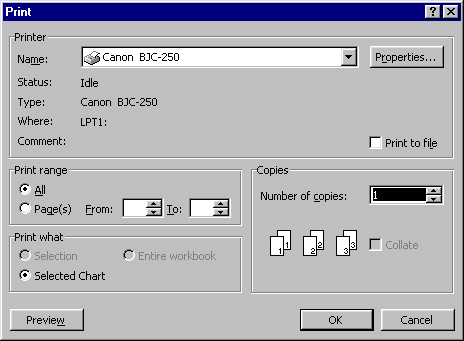 Print
Printer
Name: Canon BJC-250 Properties...
Status: Idle
Type: Canon BJC-250
Where: LPT1:
Comment: Print to file
Print range
All
Page(s) From: To:
Copies
Number of copies: 1
1 1 2 2 3 3 Collate
Print what
Selection Entire workbook
Selected Chart
Preview OK Cancel